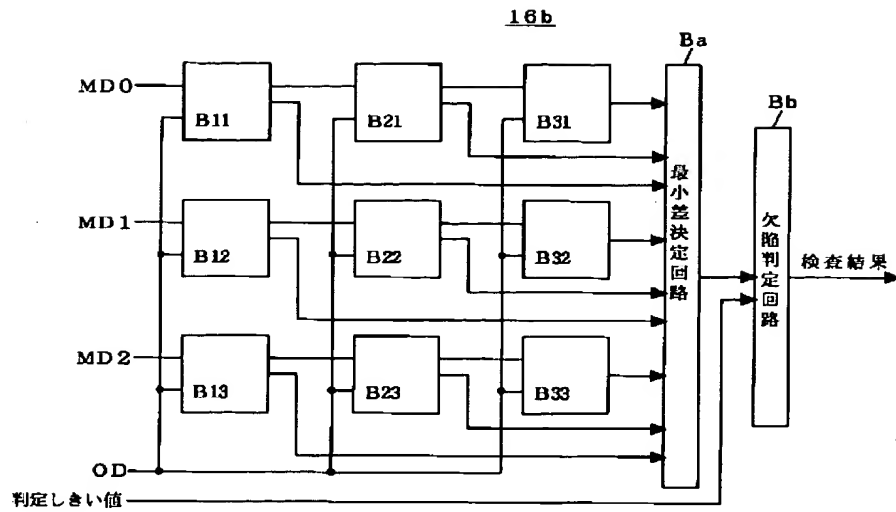 16b
Ba
Bb
MD0
B11
B21
B31
MD1
B12
B22
B32
MD2
B13
B23
B33
OD
最小差決定回路
欠陥判定回路
検査結果
判定しきい値